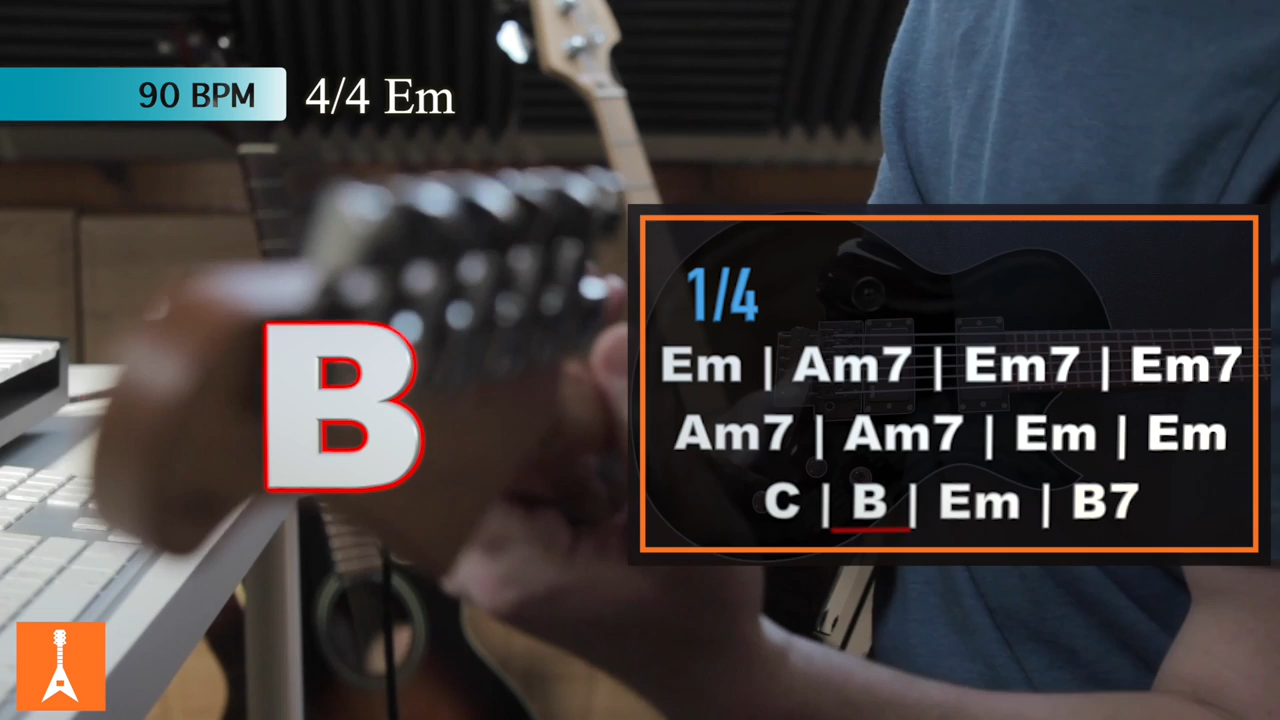 90 BPM 4/4 Em
B
1/4
Em | Am7 | Em7 | Em7
Am7 | Am7 | Em | Em
C | B | Em | B7